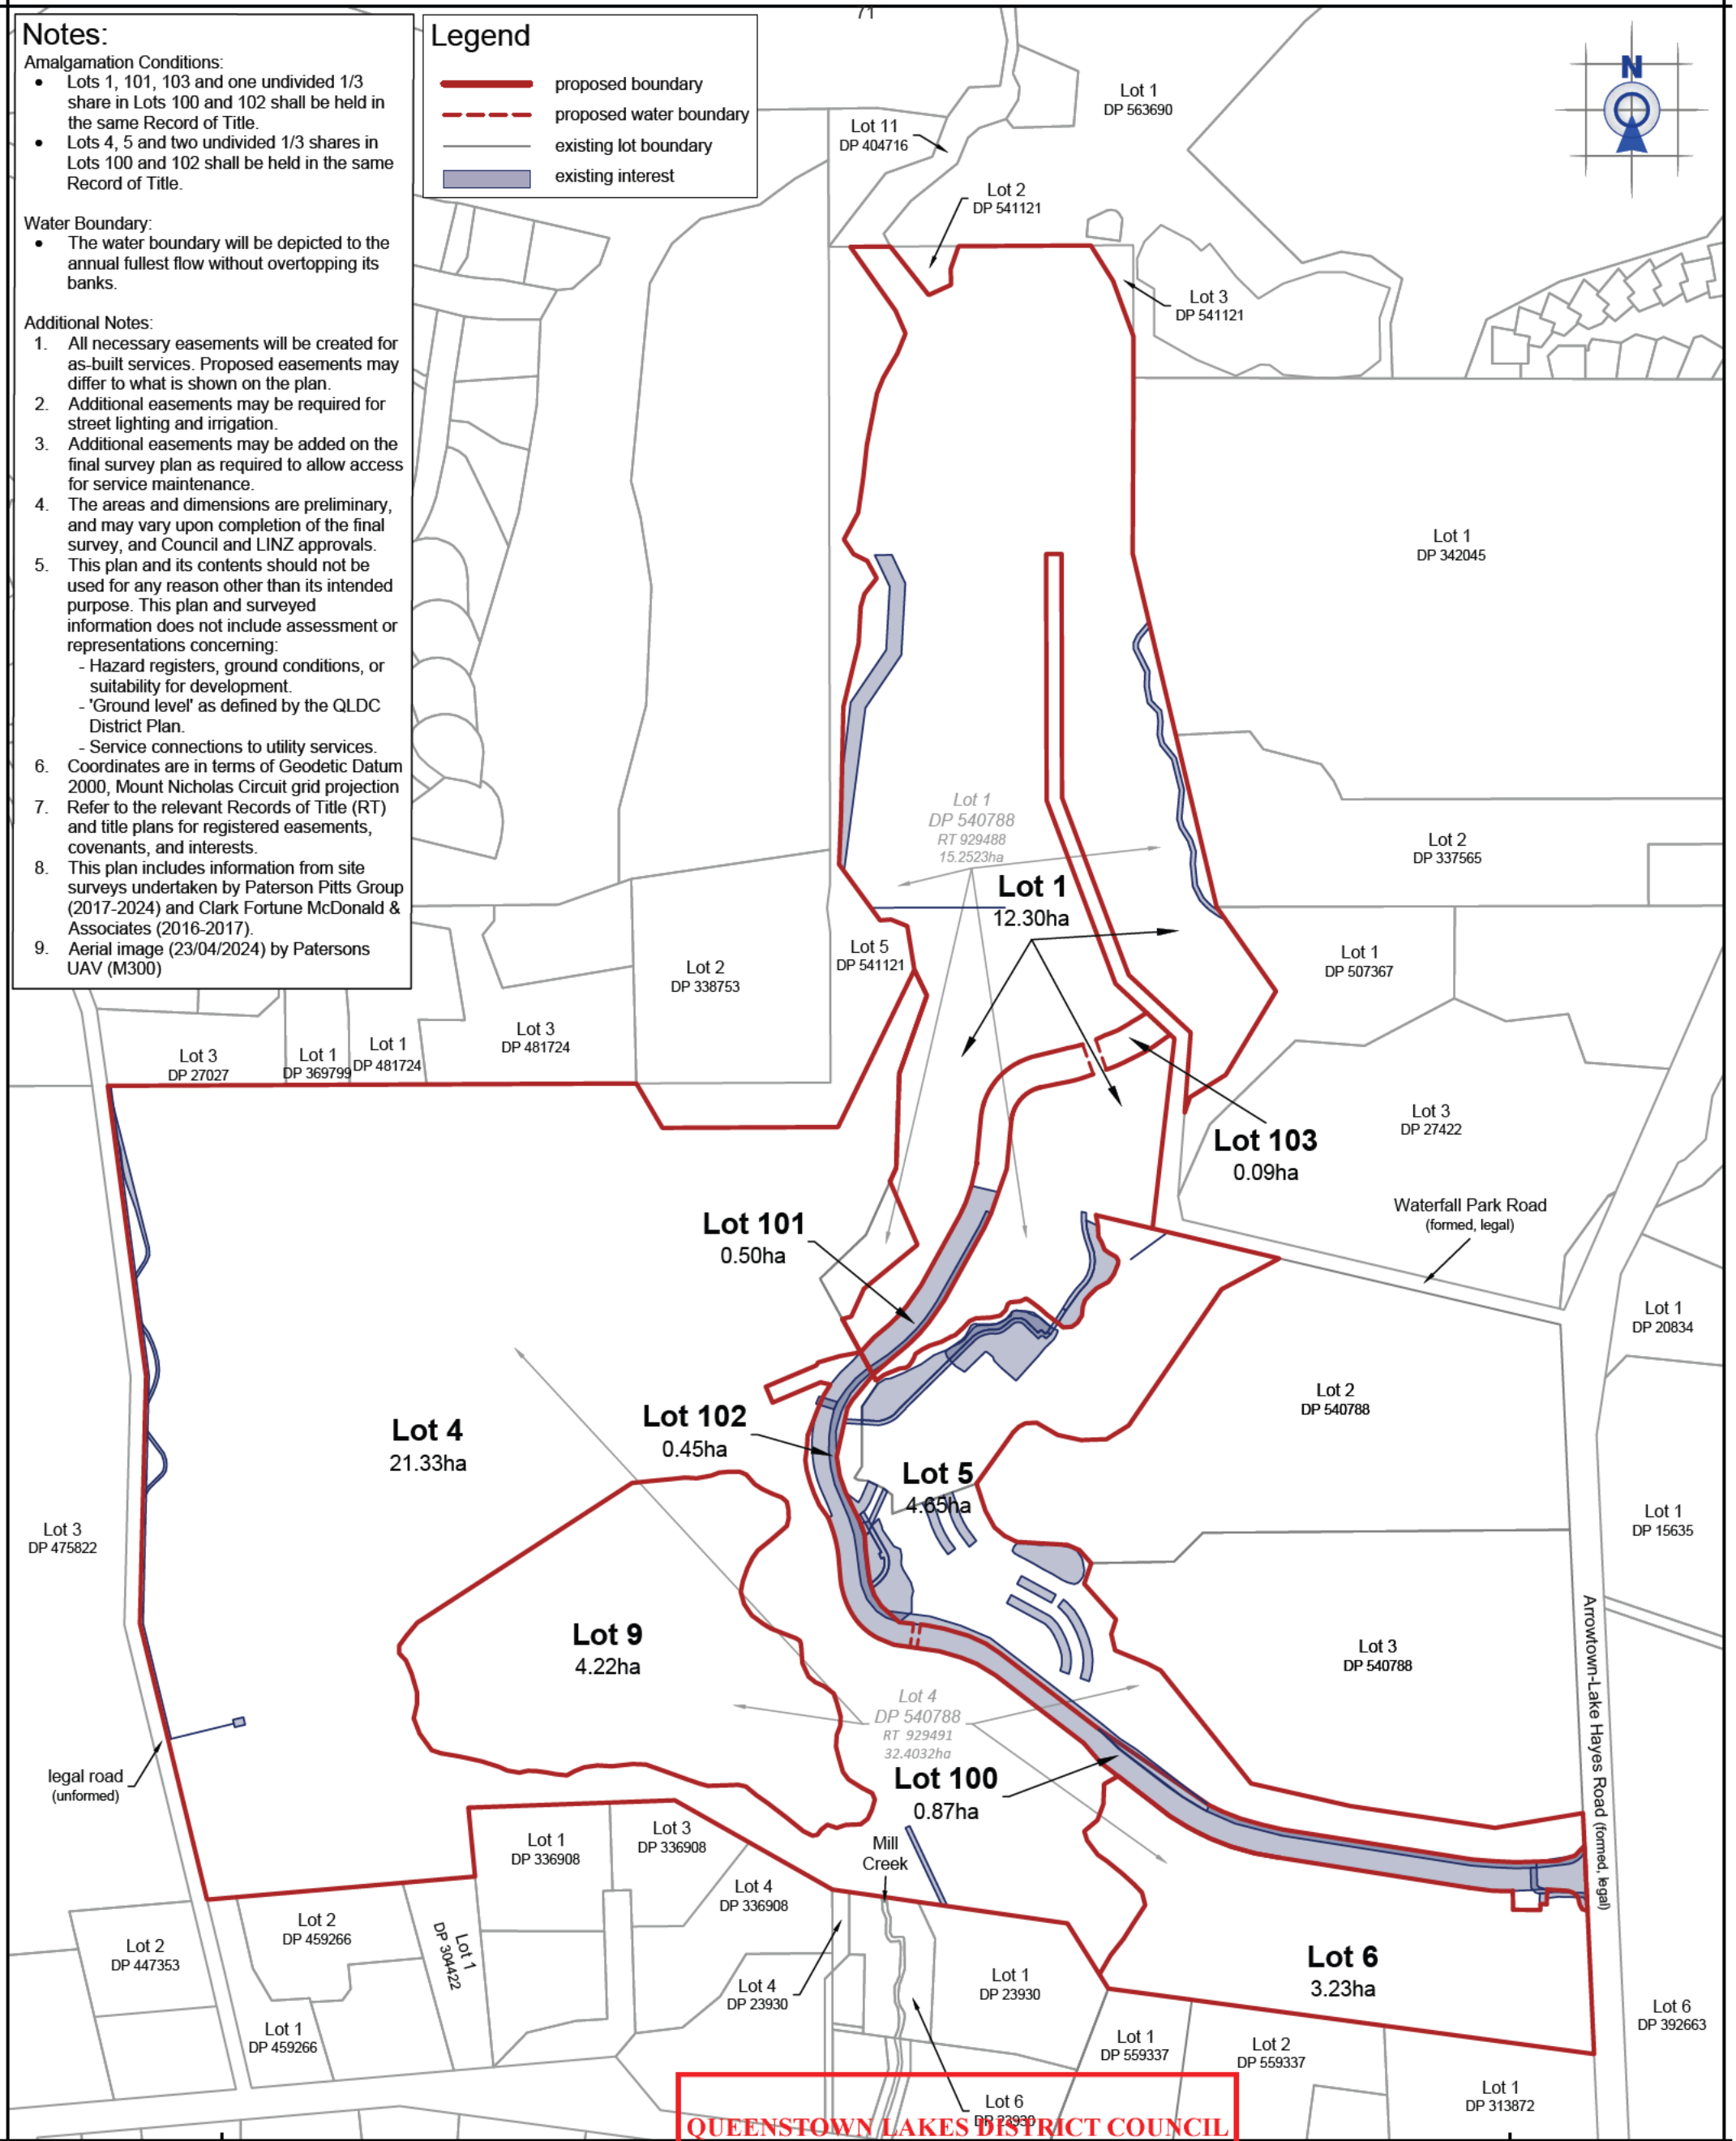 Notes:
Amalgamation Conditions:
• Lots 1, 101, 103 and one undivided 1/3
share in Lots 100 and 102 shall be held in
the same Record of Title.
• Lots 4, 5 and two undivided 1/3 shares in
Lots 100 and 102 shall be held in the same
Record of Title.
Water Boundary:
• The water boundary will be depicted to the
annual fullest flow without overtopping its
banks.
Additional Notes:
1. All necessary easements will be created for
as-built services. Proposed easements may
differ to what is shown on the plan.
2. Additional easements may be required for
street lighting and irrigation.
3. Additional easements may be added on the
final survey plan as required to allow access
for service maintenance.
4. The areas and dimensions are preliminary,
and may vary upon completion of the final
survey, and Council and LINZ approvals.
5. This plan and its contents should not be
used for any reason other than its intended
purpose. This plan and surveyed
information does not include assessment or
representations concerning:
- Hazard registers, ground conditions, or
suitability for development.
- 'Ground level' as defined by the QLDC
District Plan.
- Service connections to utility services.
6. Coordinates are in terms of Geodetic Datum
2000, Mount Nicholas Circuit grid projection
7. Refer to the relevant Records of Title (RT)
and title plans for registered easements,
covenants, and interests.
8. This plan includes information from site
surveys undertaken by Paterson Pitts Group
(2017-2024) and Clark Fortune McDonald &
Associates (2016-2017).
9. Aerial image (23/04/2024) by Patersons
UAV (M300)
Legend
proposed boundary
proposed water boundary
existing lot boundary
existing interest
71
N
Lot 1
DP 563690
Lot 11
DP 404716
Lot 2
DP 541121
Lot 3
DP 541121
Lot 1
DP 342045
Lot 1
DP 540788
RT 929488
15.2523ha
Lot 2
DP 337565
Lot 1
12.30ha
Lot 5
DP 541121
Lot 2
DP 338753
Lot 1
DP 507367
Lot 3
DP 481724
Lot 1
DP 481724
Lot 1
DP 369799
Lot 3
DP 27027
Lot 3
DP 27422
Lot 103
0.09ha
Waterfall Park Road
(formed, legal)
Lot 101
0.50ha
Lot 1
DP 20834
Lot 2
DP 540788
Lot 102
0.45ha
Lot 4
21.33ha
Lot 5
4.65ha
Lot 3
DP 475822
Lot 1
DP 15635
Lot 9
4.22ha
Lot 3
DP 540788
Arrowtown-Lake Hayes Road (formed, legal)
Lot 4
DP 540788
RT 929491
32.4032ha
Lot 100
0.87ha
legal road
(unformed)
Lot 1
DP 336908
Lot 3
DP 336908
Mill
Creek
Lot 4
DP 336908
Lot 2
DP 459266
Lot 1
DP 304422
Lot 2
DP 447353
Lot 6
3.23ha
Lot 4
DP 23930
Lot 1
DP 23930
Lot 6
DP 392663
Lot 1
DP 459266
Lot 1
DP 559337
Lot 2
DP 559337
Lot 1
DP 313872
Lot 6
DP 23930
QUEENSTOWN LAKES DISTRICT COUNCIL